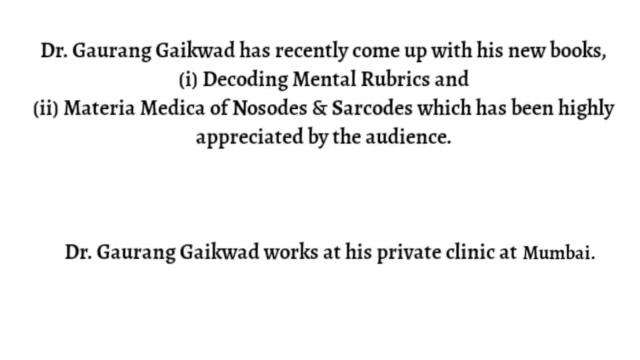 Dr. Gaurang Gaikwad has recently come up with his new books,
(i) Decoding Mental Rubrics and
(ii) Materia Medica of Nosodes & Sarcodes which has been highly
appreciated by the audience.
Dr. Gaurang Gaikwad works at his private clinic at Mumbai.